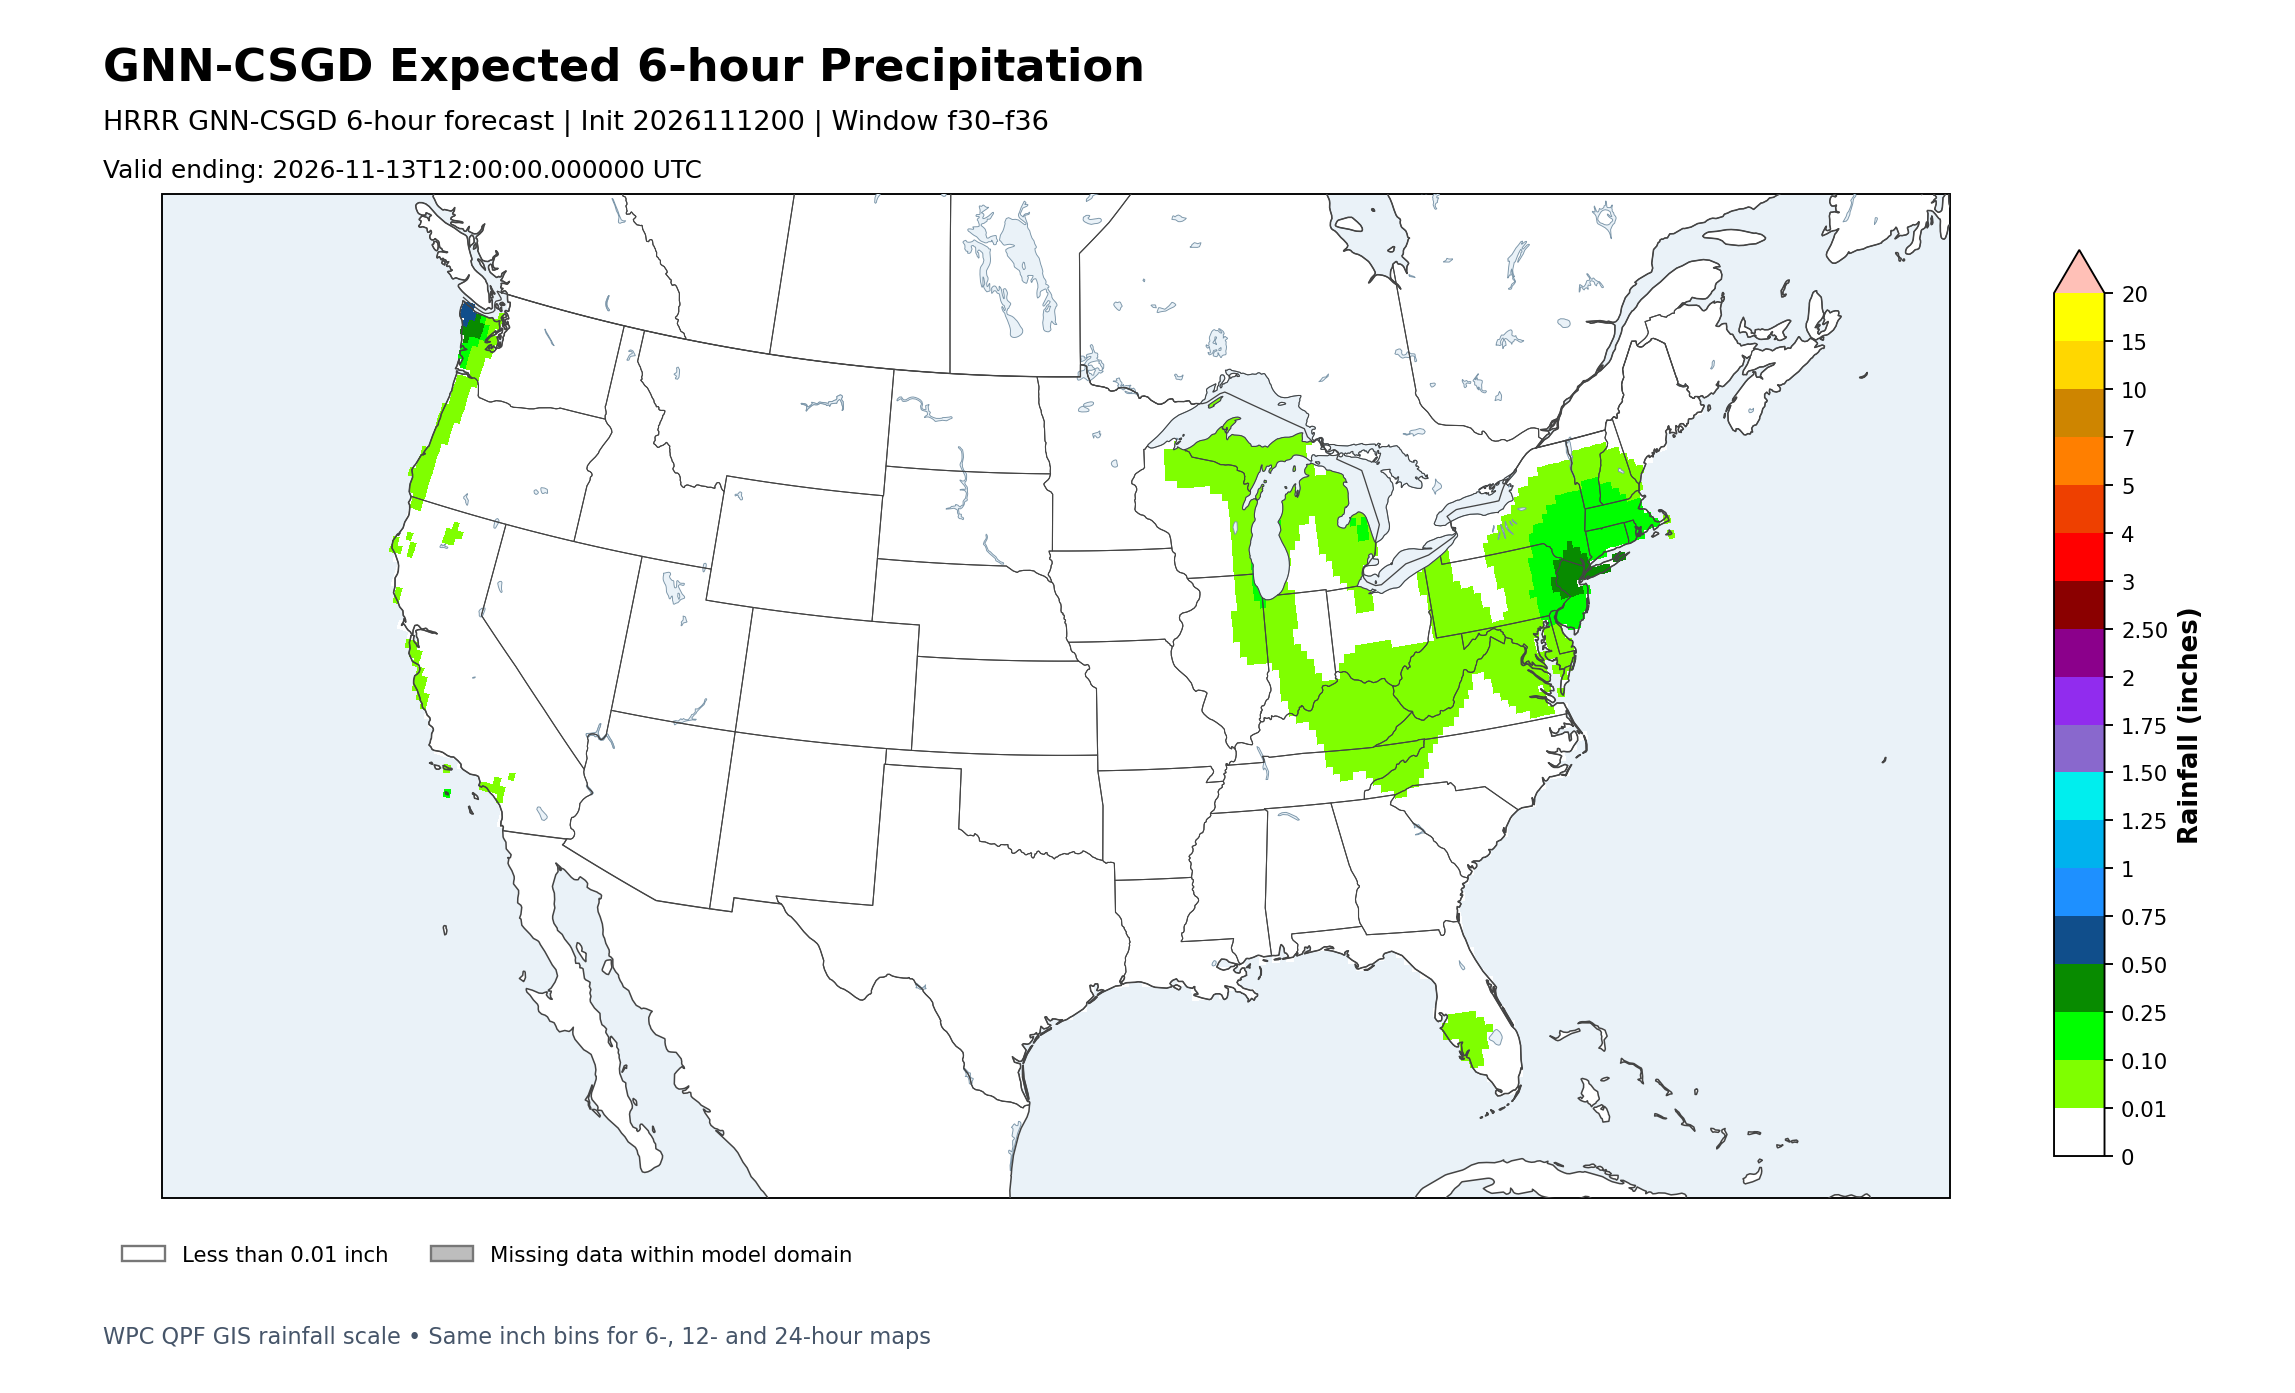 GNN-CSGD Expected 6-hour Precipitation
HRRR GNN-CSGD 6-hour forecast | Init 2026111200 | Window f30–f36
Valid ending: 2026-11-13T12:00:00.000000 UTC
20
15
10
7
5
4
3
2.50
2
1.75
1.50
1.25
1
0.75
0.50
0.25
0.10
0.01
0
Rainfall (inches)
Less than 0.01 inch
Missing data within model domain
WPC QPF GIS rainfall scale • Same inch bins for 6-, 12- and 24-hour maps